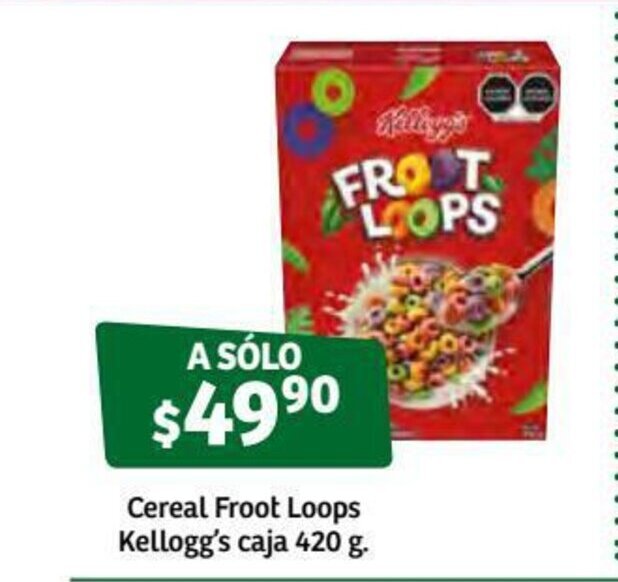 Kellogg's
FROOT
LOOPS
A SÓLO
$49⁹⁰
Cereal Froot Loops
Kellogg's caja 420 g.